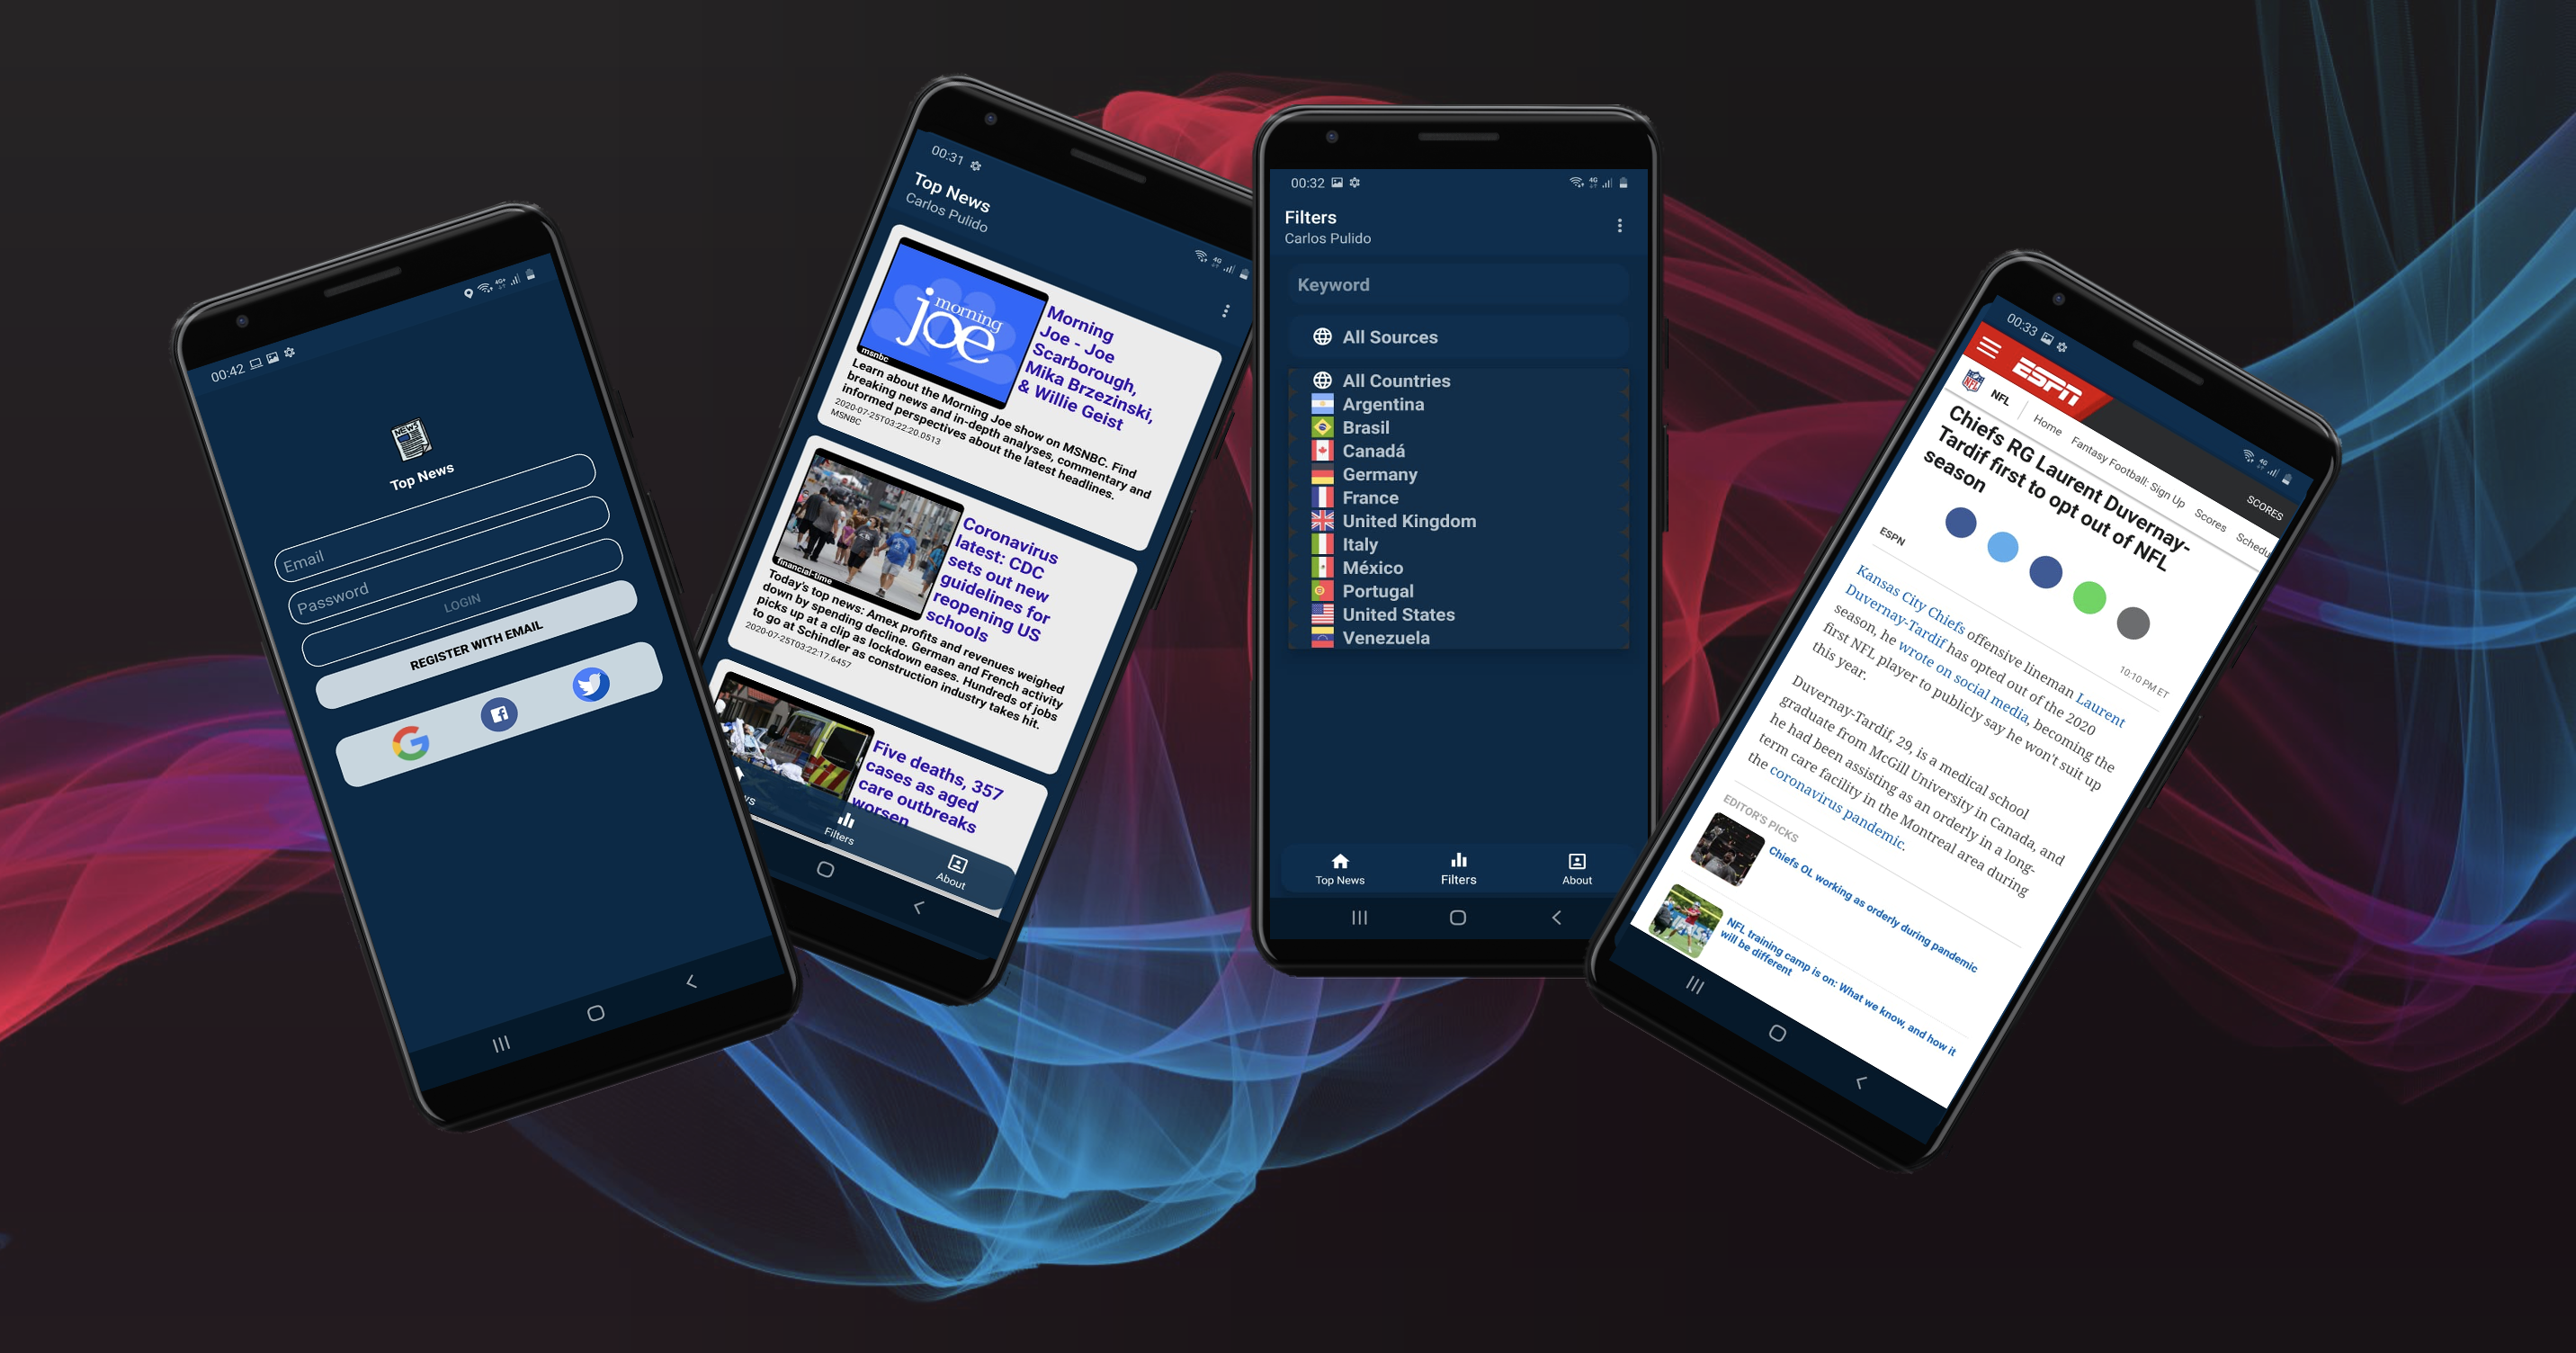 00:42
NEWS
Top News
Email
Password
LOGIN
REGISTER WITH EMAIL
00:31
4G
Top News
Carlos Pulido
morning
joe
msnbc
Morning
Joe - Joe
Scarborough,
Mika Brzezinski,
& Willie Geist
Learn about the Morning Joe show on MSNBC. Find
breaking news and in-depth analyses, commentary and
informed perspectives about the latest headlines.
2020-07-25T03:22:20.0513
MSNBC
financial-time
Coronavirus
latest: CDC
sets out new
guidelines for
reopening US
schools
Today's top news: Amex profits and revenues weighed
down by spending decline. German and French activity
picks up at a clip as lockdown eases. Hundreds of jobs
to go at Schindler as construction industry takes hit.
2020-07-25T03:22:17.6457
Five deaths, 357
cases as aged
care outbreaks
worsen
ws
Filters
About
00:32
4G
Filters
Carlos Pulido
Keyword
All Sources
All Countries
Argentina
Brasil
Canadá
Germany
France
United Kingdom
Italy
México
Portugal
United States
Venezuela
Top News
Filters
About
00:33
4G
ESPN
SCORES
NFL
NFL
Home
Fantasy Football: Sign Up
Scores
Schedu
Chiefs RG Laurent Duvernay-
Tardif first to opt out of NFL
season
ESPN
10:10 PM ET
Kansas City Chiefs offensive lineman Laurent
Duvernay-Tardif has opted out of the 2020
season, he wrote on social media, becoming the
first NFL player to publicly say he won't suit up
this year.
Duvernay-Tardif, 29, is a medical school
graduate from McGill University in Canada, and
he had been assisting as an orderly in a long-
term care facility in the Montreal area during
the coronavirus pandemic.
EDITOR'S PICKS
Chiefs OL working as orderly during pandemic
NFL training camp is on: What we know, and how it
will be different